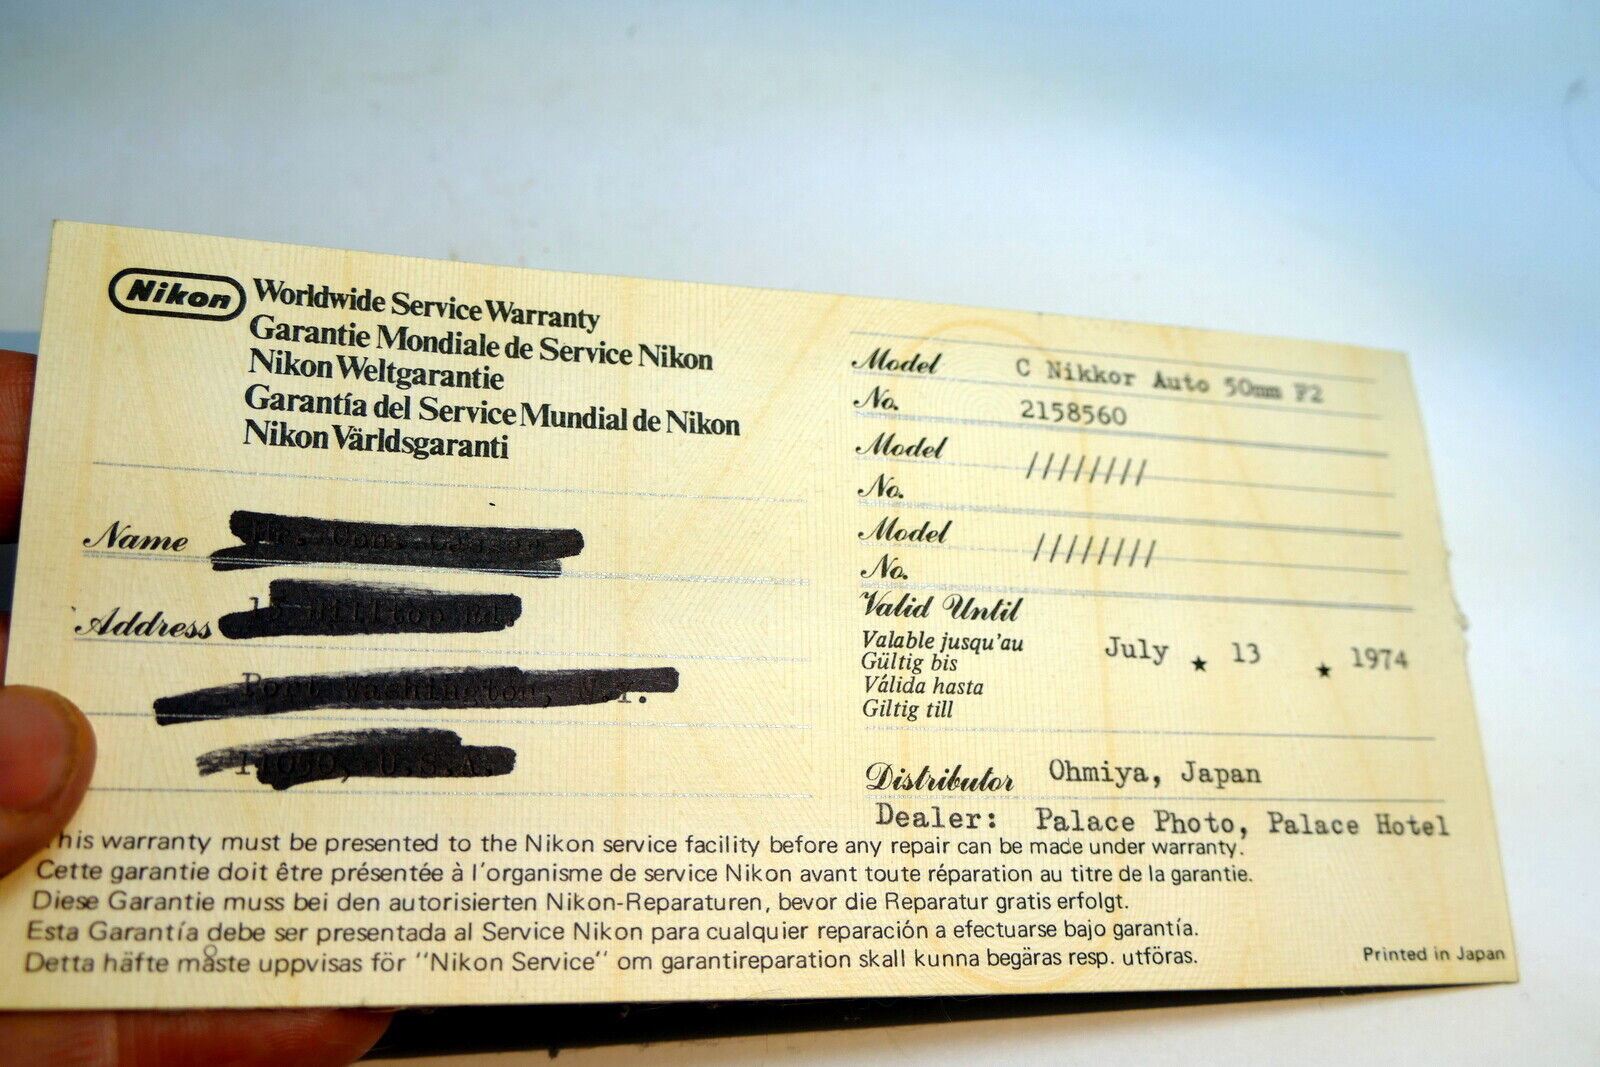 Nikon
Worldwide Service Warranty
Garantie Mondiale de Service Nikon
Nikon Weltgarantie
Garantía del Service Mundial de Nikon
Nikon Världsgaranti
Name
Address
Model C Nikkor Auto 50mm F2
No. 2158560
Model ////////
No.
Model ////////
No.
Valid Until
Valable jusqu'au
Gültig bis
Válida hasta
Giltig till
July ★ 13 ★ 1974
Distributor Ohmiya, Japan
Dealer: Palace Photo, Palace Hotel
This warranty must be presented to the Nikon service facility before any repair can be made under warranty.
Cette garantie doit être présentée à l'organisme de service Nikon avant toute réparation au titre de la garantie.
Diese Garantie muss bei den autorisierten Nikon-Reparaturen, bevor die Reparatur gratis erfolgt.
Esta Garantía debe ser presentada al Service Nikon para cualquier reparación a efectuarse bajo garantía.
Detta häfte måste uppvisas för "Nikon Service" om garantireparation skall kunna begäras resp. utföras.
Printed in Japan